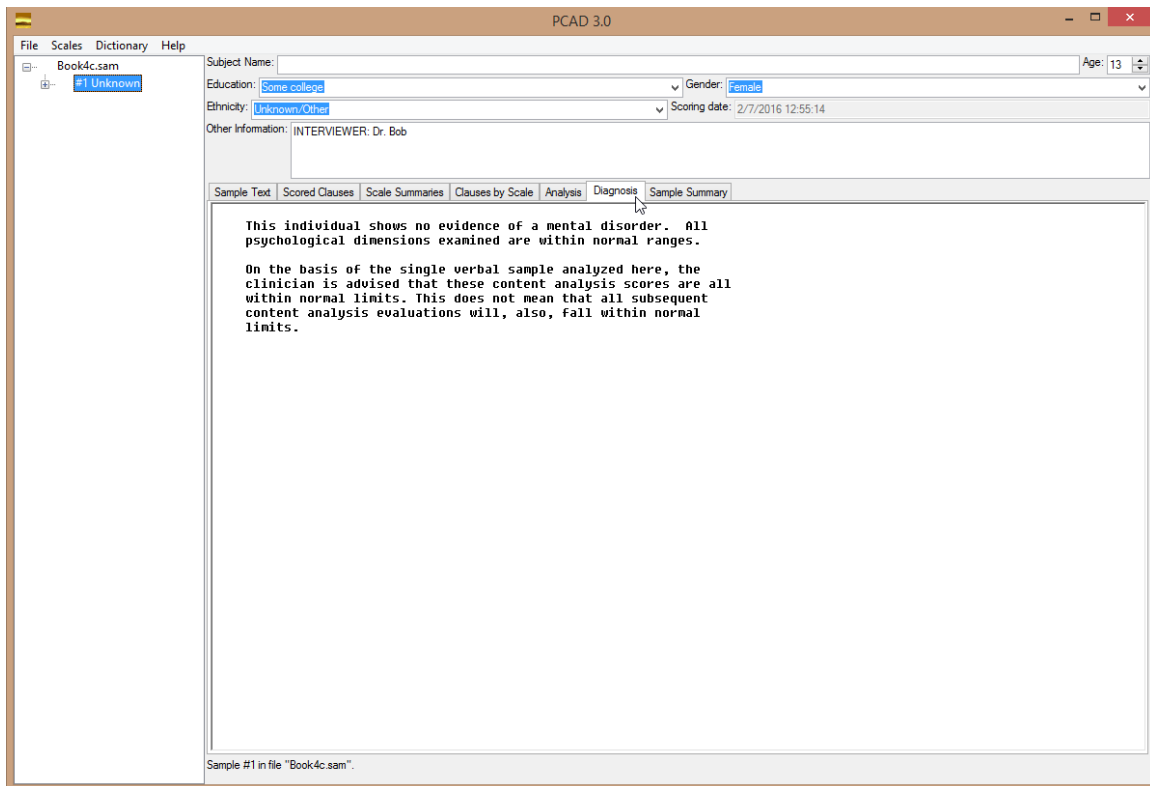 PCAD 3.0
File Scales Dictionary Help
Book4c.sam
#1 Unknown
Subject Name:
Age: 13
Education: Some college
Gender: Female
Ethnicity: Unknown/Other
Scoring date: 2/7/2016 12:55:14
Other Information: INTERVIEWER: Dr. Bob
Sample Text Scored Clauses Scale Summaries Clauses by Scale Analysis Diagnosis Sample Summary
This individual shows no evidence of a mental disorder. All
psychological dimensions examined are within normal ranges.
On the basis of the single verbal sample analyzed here, the
clinician is advised that these content analysis scores are all
within normal limits. This does not mean that all subsequent
content analysis evaluations will, also, fall within normal
limits.
Sample #1 in file "Book4c.sam".